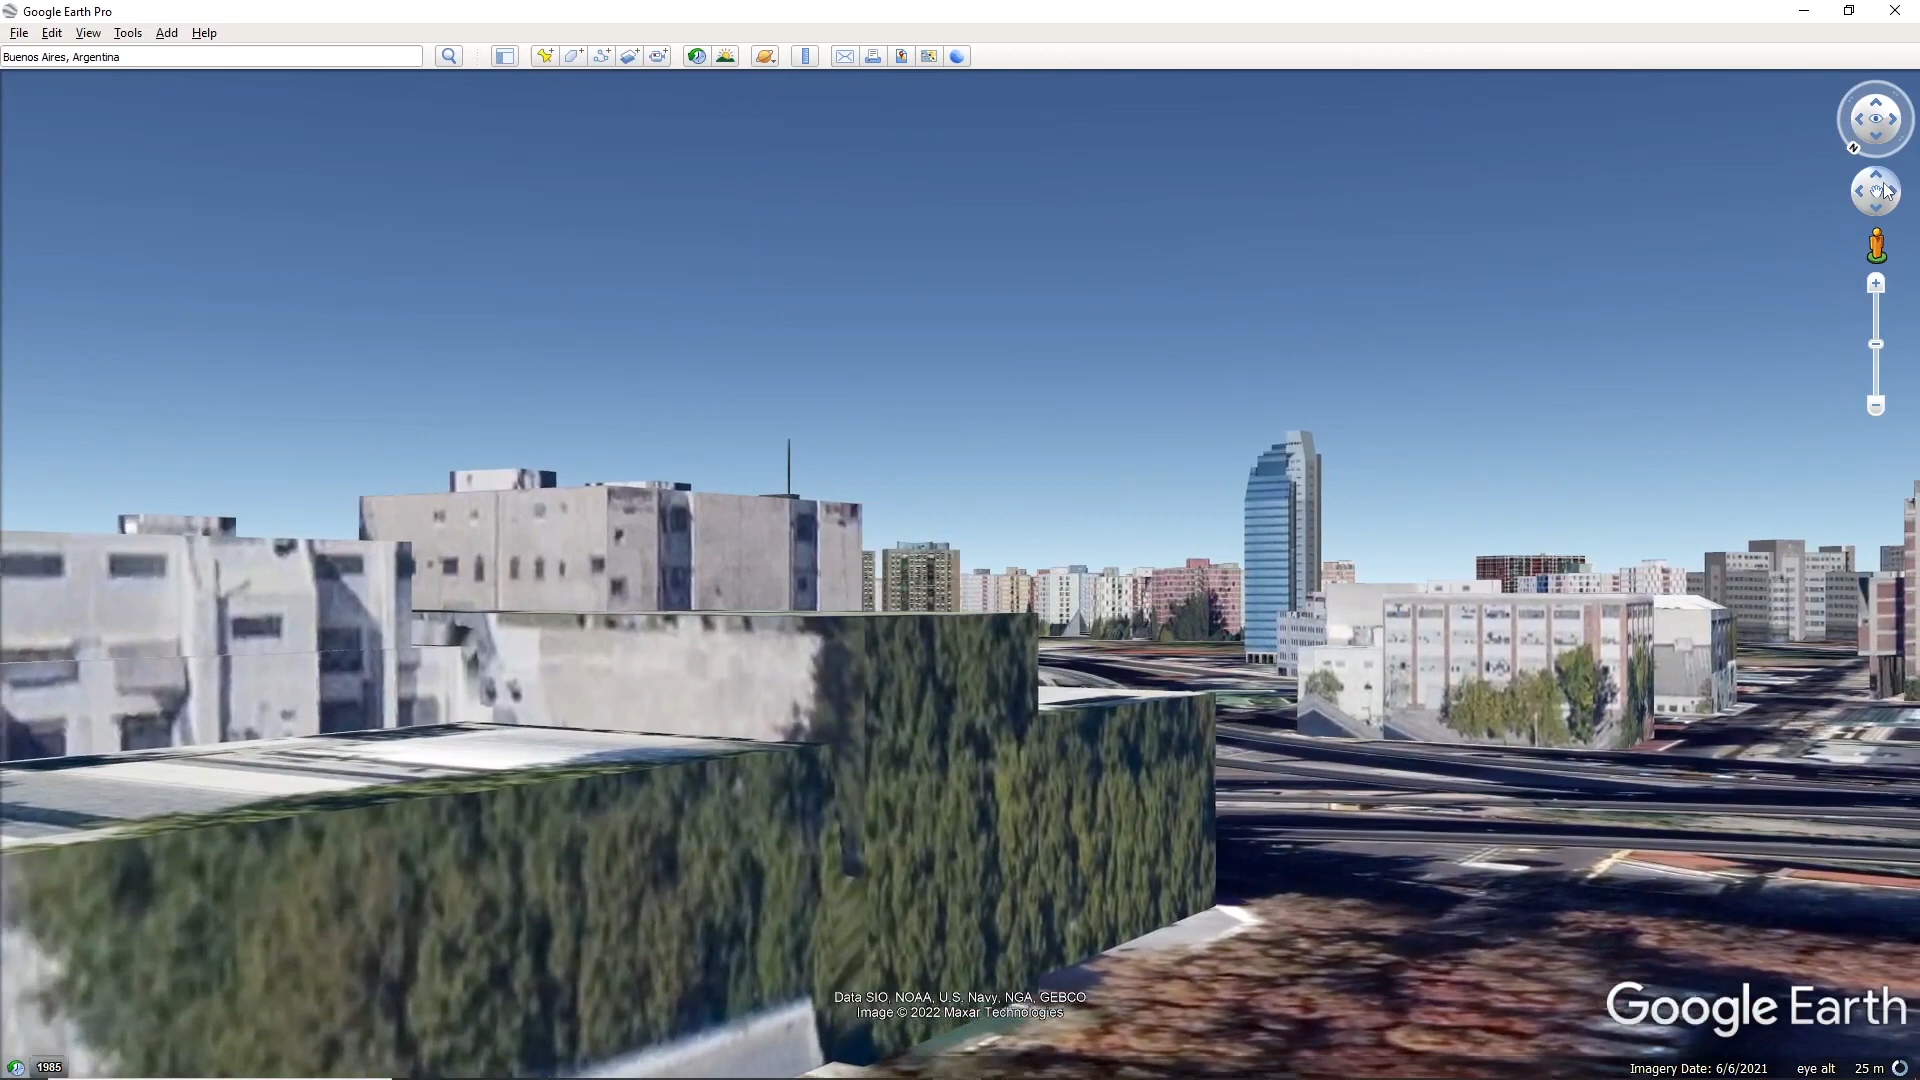 Google Earth Pro
File Edit View Tools Add Help
Buenos Aires, Argentina
N
Data SIO, NOAA, U.S. Navy, NGA, GEBCO
Image © 2022 Maxar Technologies
Google Earth
1985
Imagery Date: 6/6/2021 eye alt 25 m